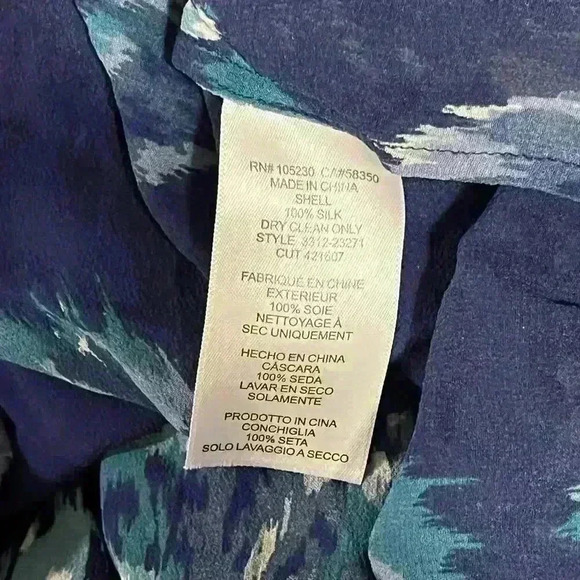 RN# 105230 CA#58350
MADE IN CHINA
SHELL
100% SILK
DRY CLEAN ONLY
STYLE 3312-23271
CUT 421607
FABRIQUÉ EN CHINE
EXTERIEUR
100% SOIE
NETTOYAGE À
SEC UNIQUEMENT
HECHO EN CHINA
CÁSCARA
100% SEDA
LAVAR EN SECO
SOLAMENTE
PRODOTTO IN CINA
CONCHIGLIA
100% SETA
SOLO LAVAGGIO A SECCO